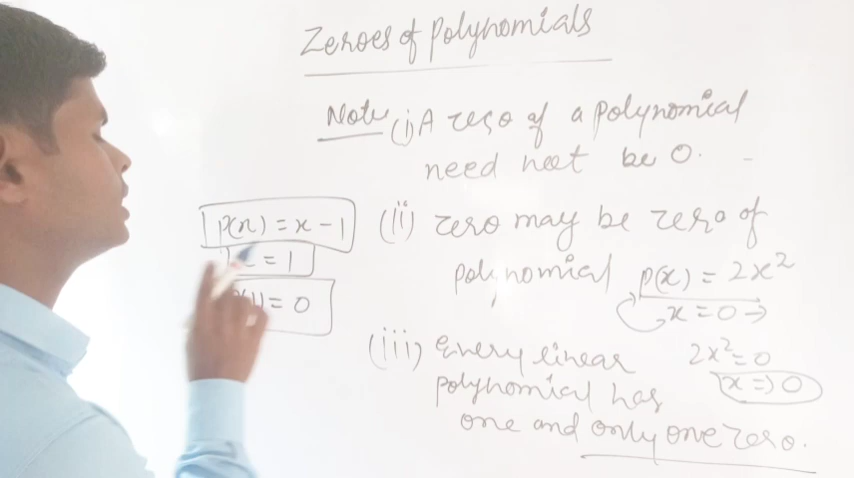 Zeroes of Polynomials
Note (i) A zero of a polynomial
need not be 0.
P(x) = x - 1
x = 1
= 0
(ii) zero may be zero of
polynomial P(x) = 2x²
x = 0 →
2x² = 0
x => 0
(iii) Every linear
polynomial has
one and only one zero.